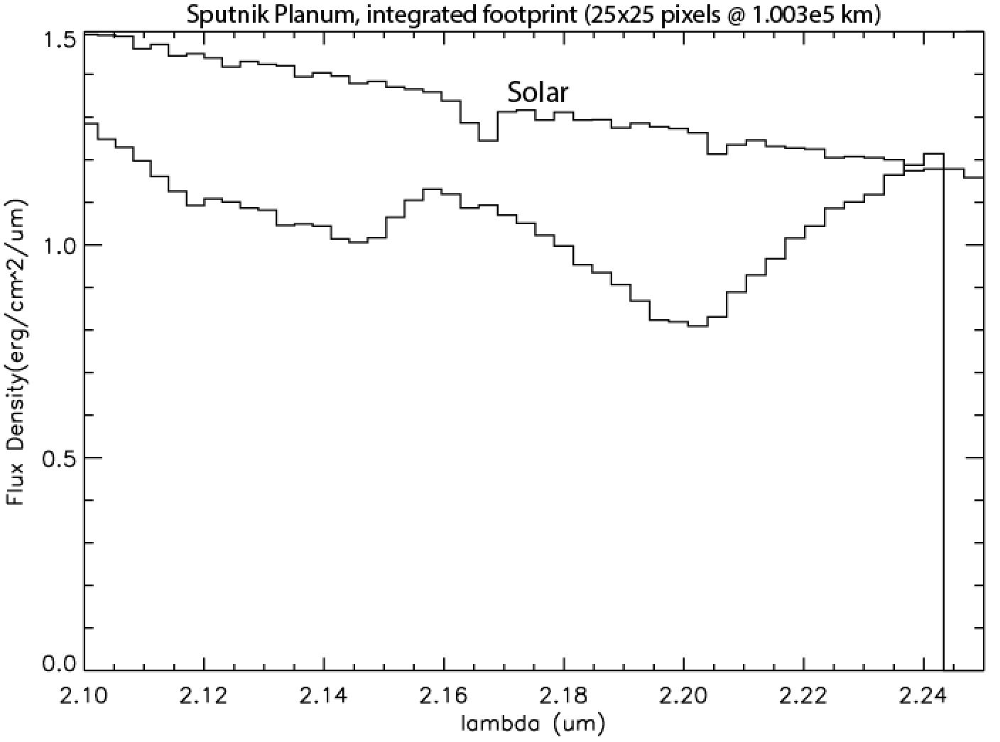 Sputnik Planum, integrated footprint (25x25 pixels @ 1.003e5 km)
1.5
Solar
1.0
0.5
0.0
Flux Density(erg/cm^2/um)
2.10 2.12 2.14 2.16 2.18 2.20 2.22 2.24
lambda (um)